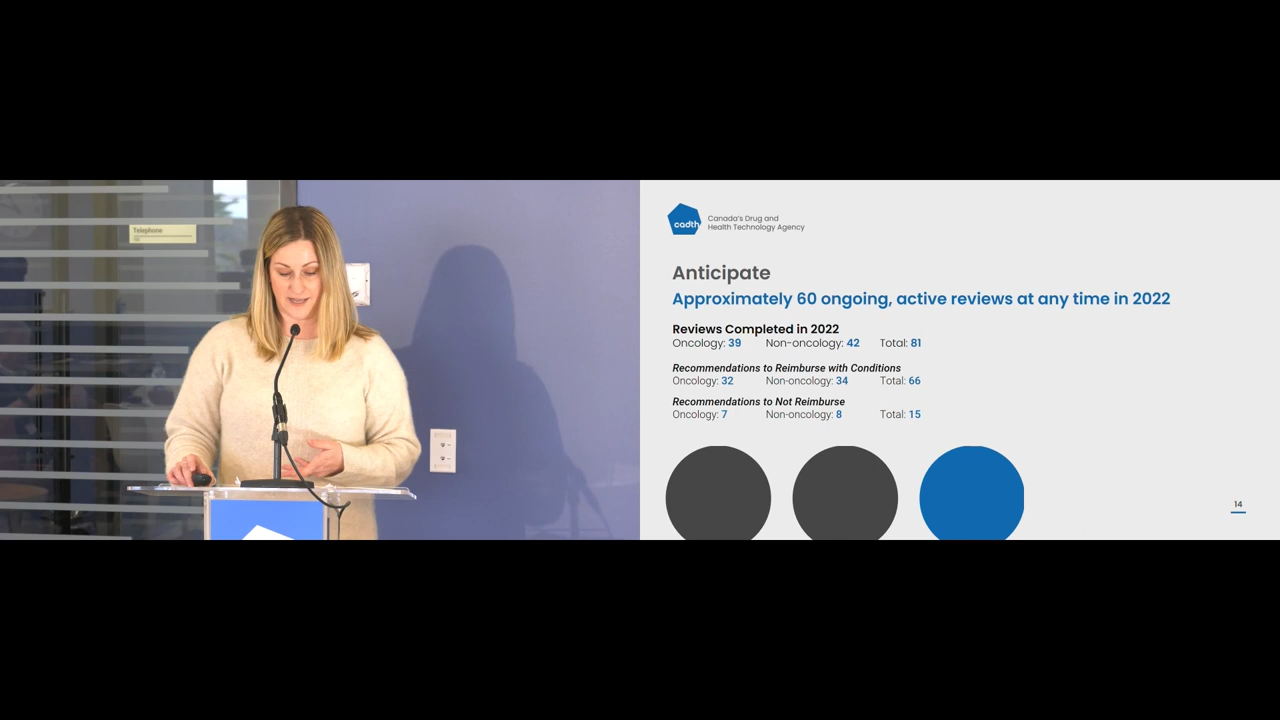 Telephone
cadth
Canada's Drug and
Health Technology Agency
Anticipate
Approximately 60 ongoing, active reviews at any time in 2022
Reviews Completed in 2022
Oncology: 39 Non-oncology: 42 Total: 81
Recommendations to Reimburse with Conditions
Oncology: 32 Non-oncology: 34 Total: 66
Recommendations to Not Reimburse
Oncology: 7 Non-oncology: 8 Total: 15
14